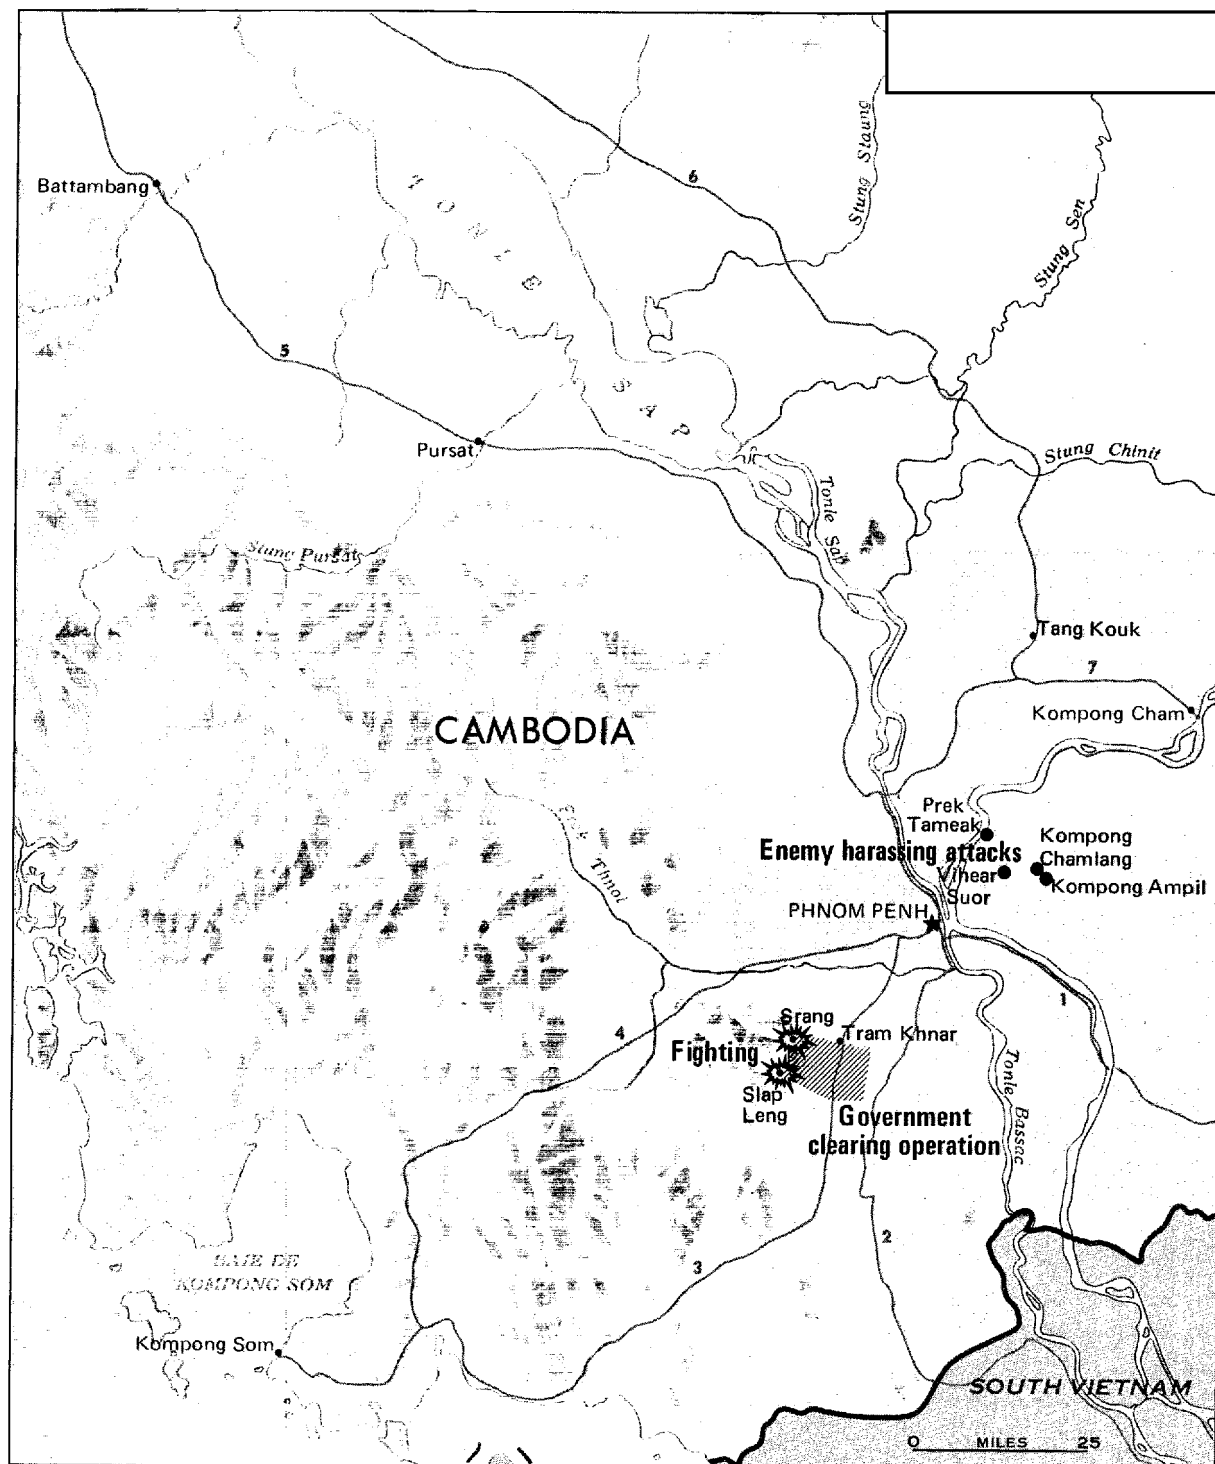 6
Stung Staung
Stung Sen
Battambang
TONLE
5
SAP
Pursat
Stung Chinit
Tonle Sap
Stung Pursat
Tang Kouk
7
Kompong Cham
CAMBODIA
Prek
Tameak
Kompong
Chamlang
Enemy harassing attacks
Vihear
Suor
Kompong Ampil
Thnot
PHNOM PENH
1
4
Srang
Tram Khnar
Fighting
Slap
Leng
Government
clearing operation
Tonle Bassac
2
3
BAIE DE
KOMPONG SOM
Kompong Som
SOUTH VIETNAM
0 MILES 25